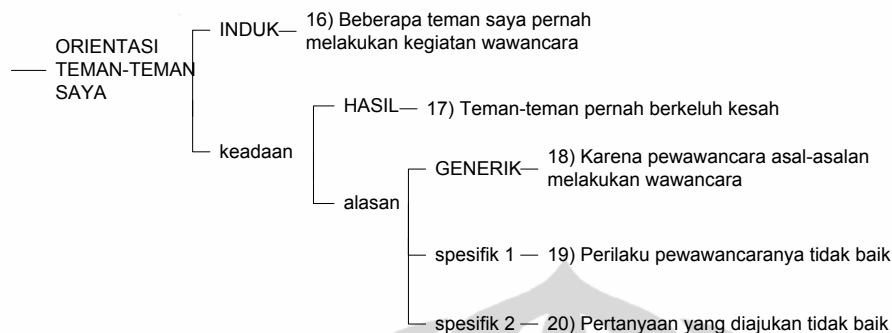 INDUK
16) Beberapa teman saya pernah
melakukan kegiatan wawancara
ORIENTASI
TEMAN-TEMAN
SAYA
HASIL
17) Teman-teman pernah berkeluh kesah
keadaan
GENERIK
18) Karena pewawancara asal-asalan
melakukan wawancara
alasan
spesifik 1
19) Perilaku pewawancaranya tidak baik
spesifik 2
20) Pertanyaan yang diajukan tidak baik